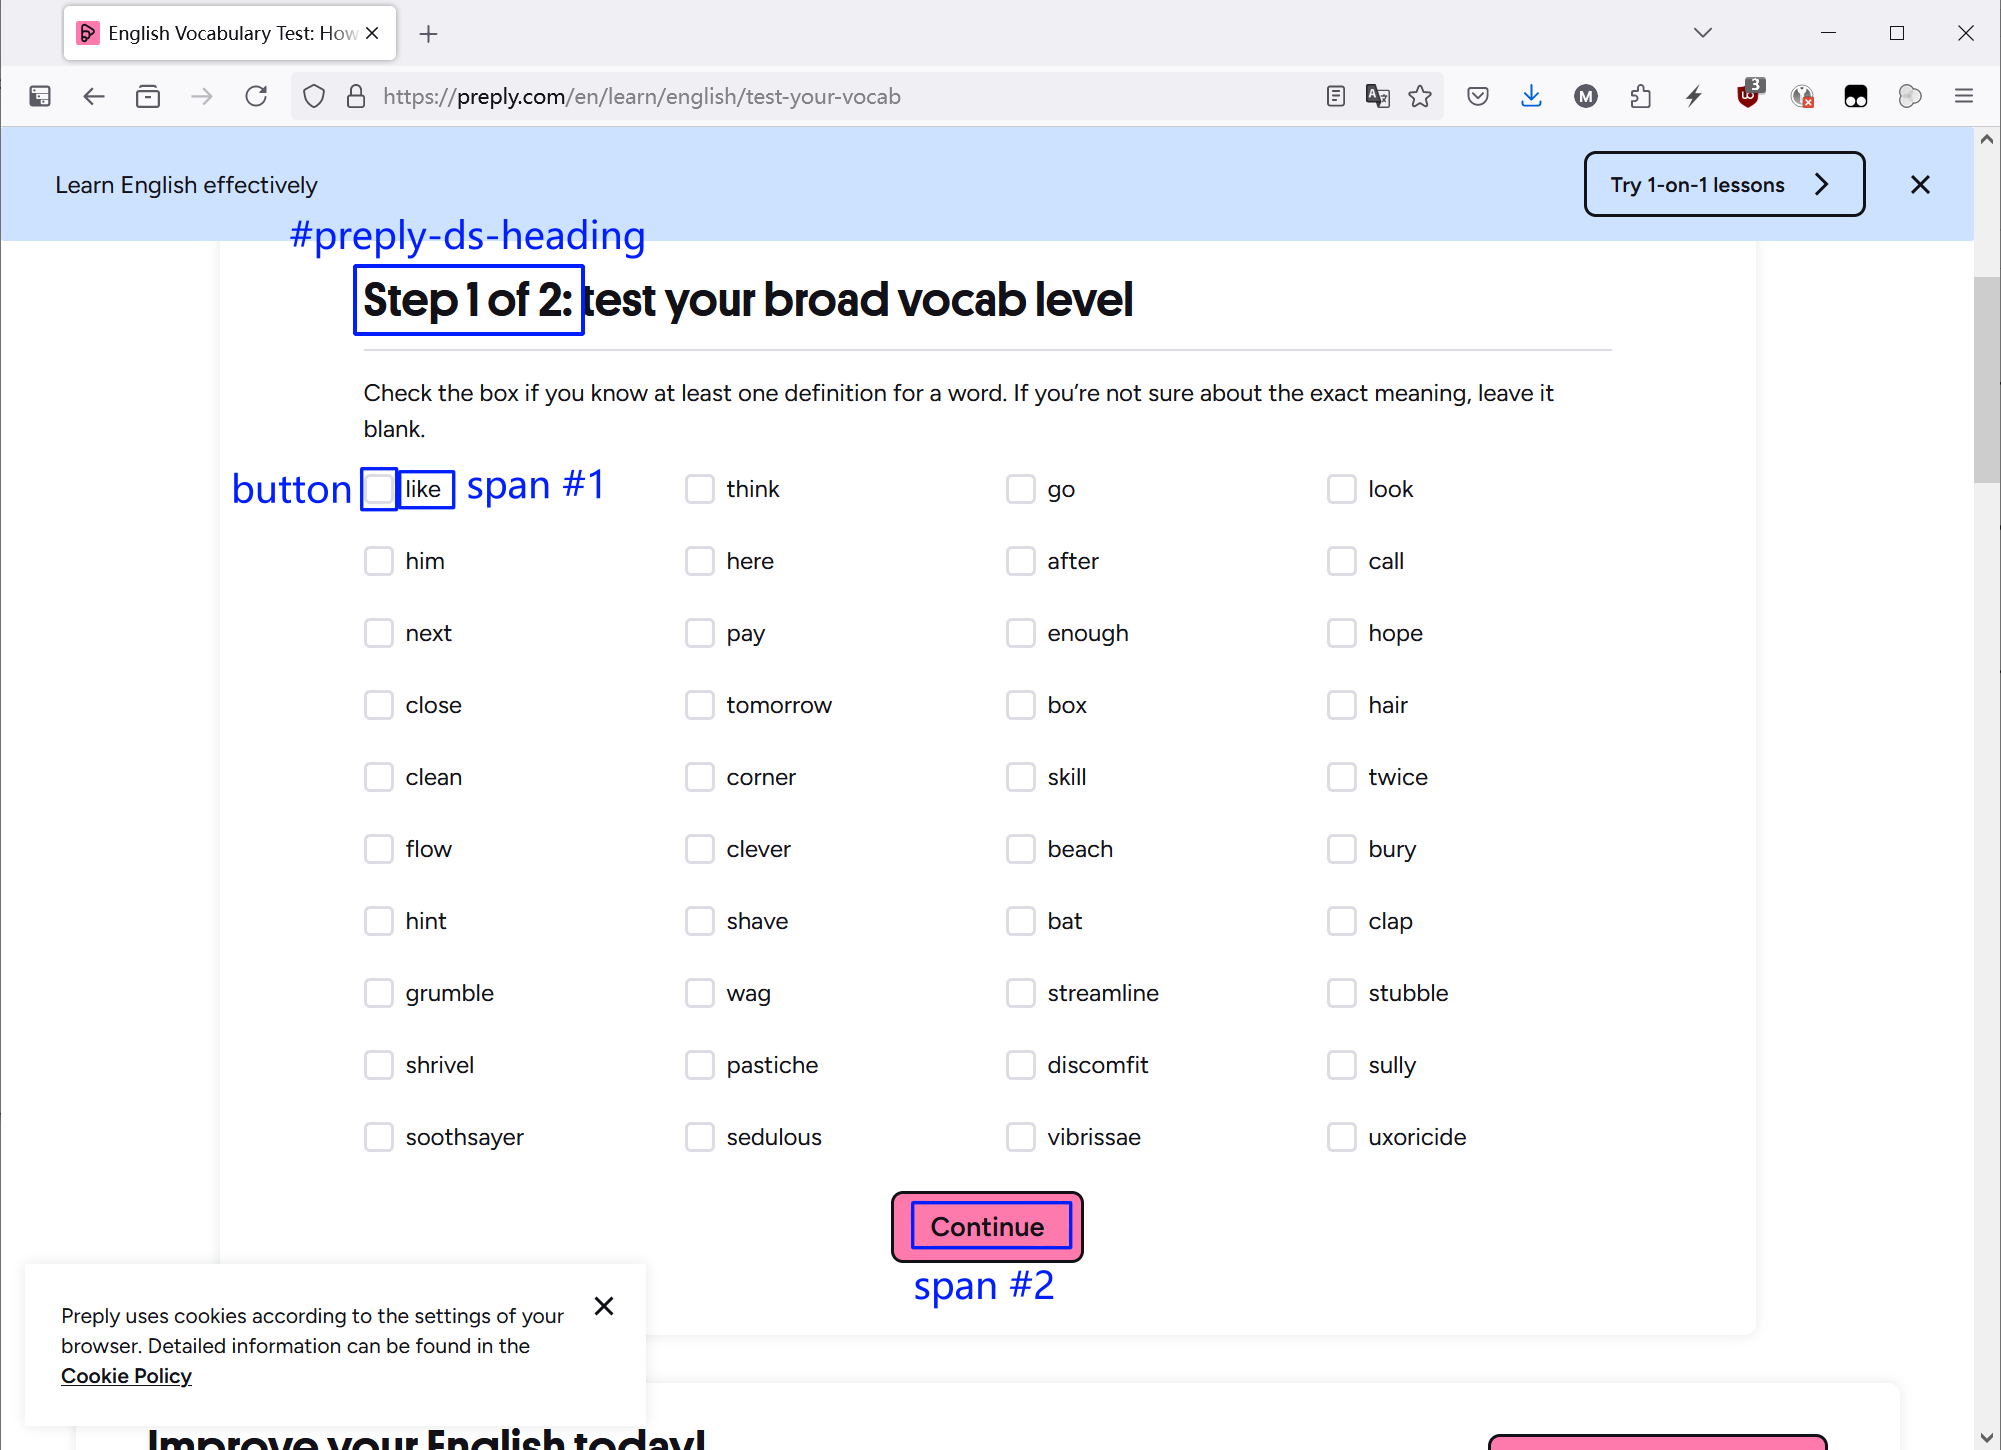 English Vocabulary Test: How
https://preply.com/en/learn/english/test-your-vocab
3
Learn English effectively
Try 1-on-1 lessons
#preply-ds-heading
Step 1 of 2: test your broad vocab level
Check the box if you know at least one definition for a word. If you’re not sure about the exact meaning, leave it
blank.
button like span #1 think go look
him here after call
next pay enough hope
close tomorrow box hair
clean corner skill twice
flow clever beach bury
hint shave bat clap
grumble wag streamline stubble
shrivel pastiche discomfit sully
soothsayer sedulous vibrissae uxoricide
Continue
span #2
Preply uses cookies according to the settings of your
browser. Detailed information can be found in the
Cookie Policy
Improve your English today!